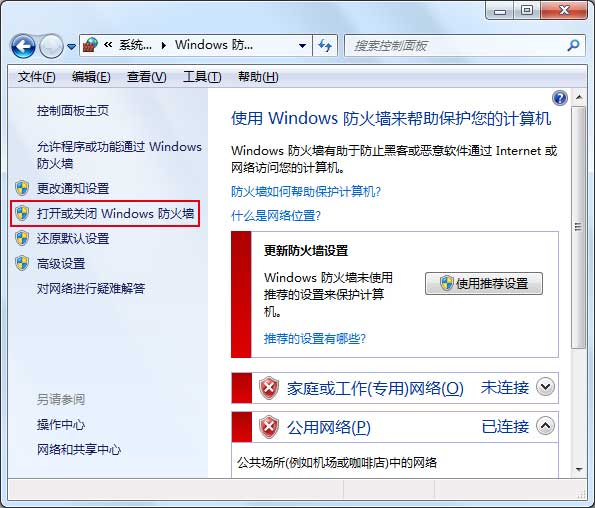 « 系统... ▸ Windows 防...
搜索控制面板
文件(F) 编辑(E) 查看(V) 工具(T) 帮助(H)
控制面板主页
允许程序或功能通过 Windows
防火墙
更改通知设置
打开或关闭 Windows 防火墙
还原默认设置
高级设置
对网络进行疑难解答
另请参阅
操作中心
网络和共享中心
使用 Windows 防火墙来帮助保护您的计算机
Windows 防火墙有助于防止黑客或恶意软件通过 Internet 或
网络访问您的计算机。
防火墙如何帮助保护计算机?
什么是网络位置?
更新防火墙设置
Windows 防火墙未使用
推荐的设置来保护计算
机。
使用推荐设置
推荐的设置有哪些?
家庭或工作(专用)网络(O) 未连接
公用网络(P) 已连接
公共场所(例如机场或咖啡店)中的网络